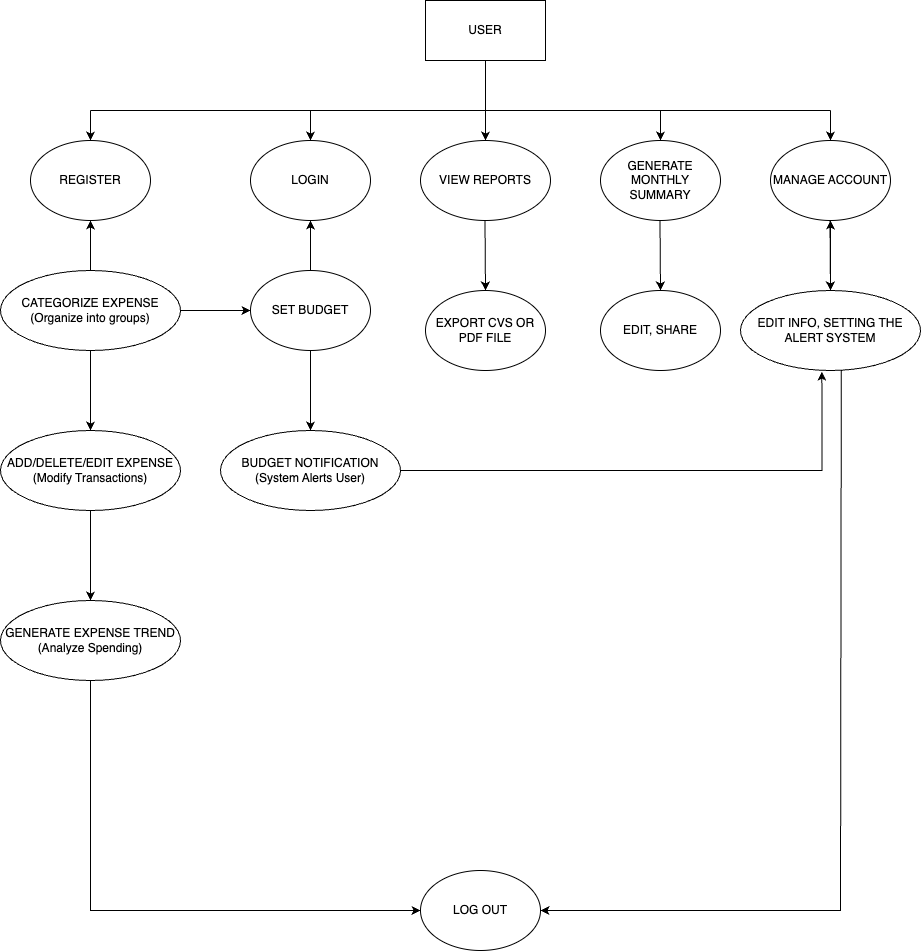 USER
REGISTER
LOGIN
VIEW REPORTS
GENERATE
MONTHLY
SUMMARY
MANAGE ACCOUNT
CATEGORIZE EXPENSE
(Organize into groups)
SET BUDGET
EXPORT CVS OR
PDF FILE
EDIT, SHARE
EDIT INFO, SETTING THE
ALERT SYSTEM
ADD/DELETE/EDIT EXPENSE
(Modify Transactions)
BUDGET NOTIFICATION
(System Alerts User)
GENERATE EXPENSE TREND
(Analyze Spending)
LOG OUT